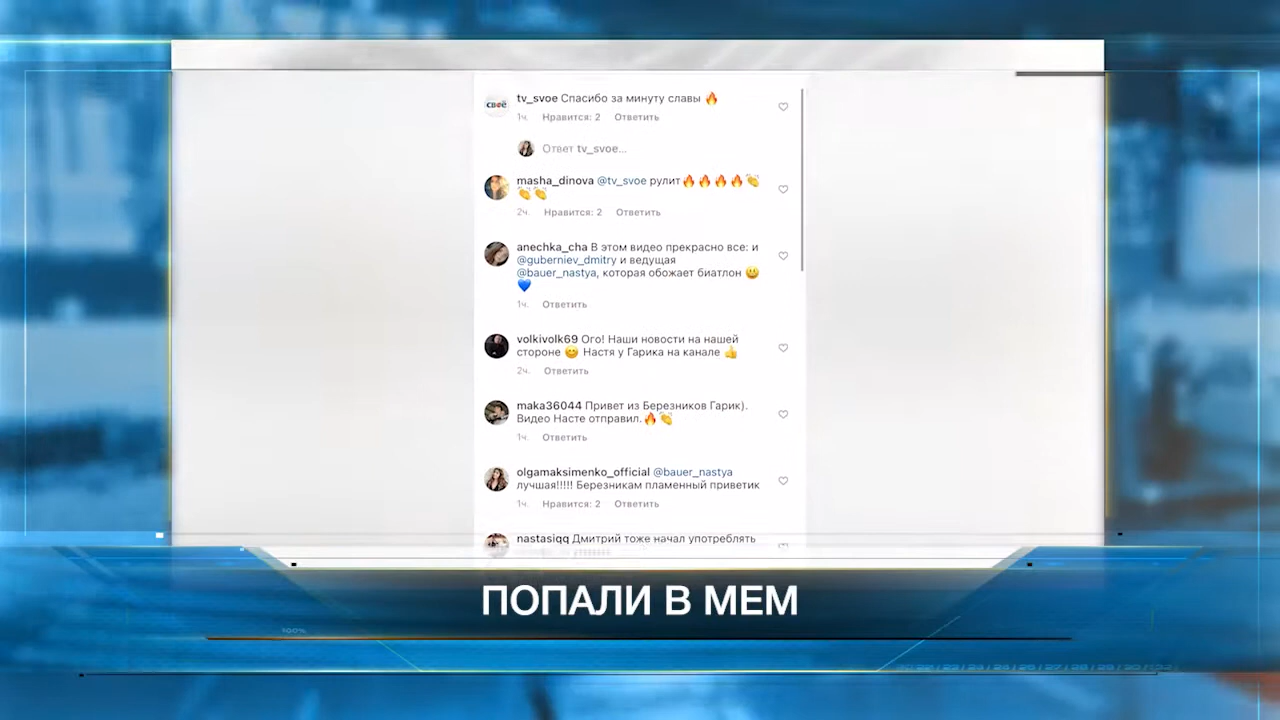 свое
tv_svoe Спасибо за минуту славы 🔥
1ч. Нравится: 2 Ответить
Ответ tv_svoe...
masha_dinova @tv_svoe рулит🔥🔥🔥🔥👏
👏👏
2ч. Нравится: 2 Ответить
anechka_cha В этом видео прекрасно все: и
@guberniev_dmitry и ведущая
@bauer_nastya, которая обожает биатлон 😃
💙
1ч. Ответить
volkivolk69 Ого! Наши новости на нашей
стороне 😊 Настя у Гарика на канале 👍
2ч. Ответить
maka36044 Привет из Березников Гарик).
Видео Насте отправил.🔥👏
1ч. Ответить
olgamaksimenko_official @bauer_nastya
лучшая!!!!! Березникам пламенный приветик
1ч. Нравится: 2 Ответить
nastasiqq Дмитрий тоже начал употреблять
ПОПАЛИ В МЕМ
100%